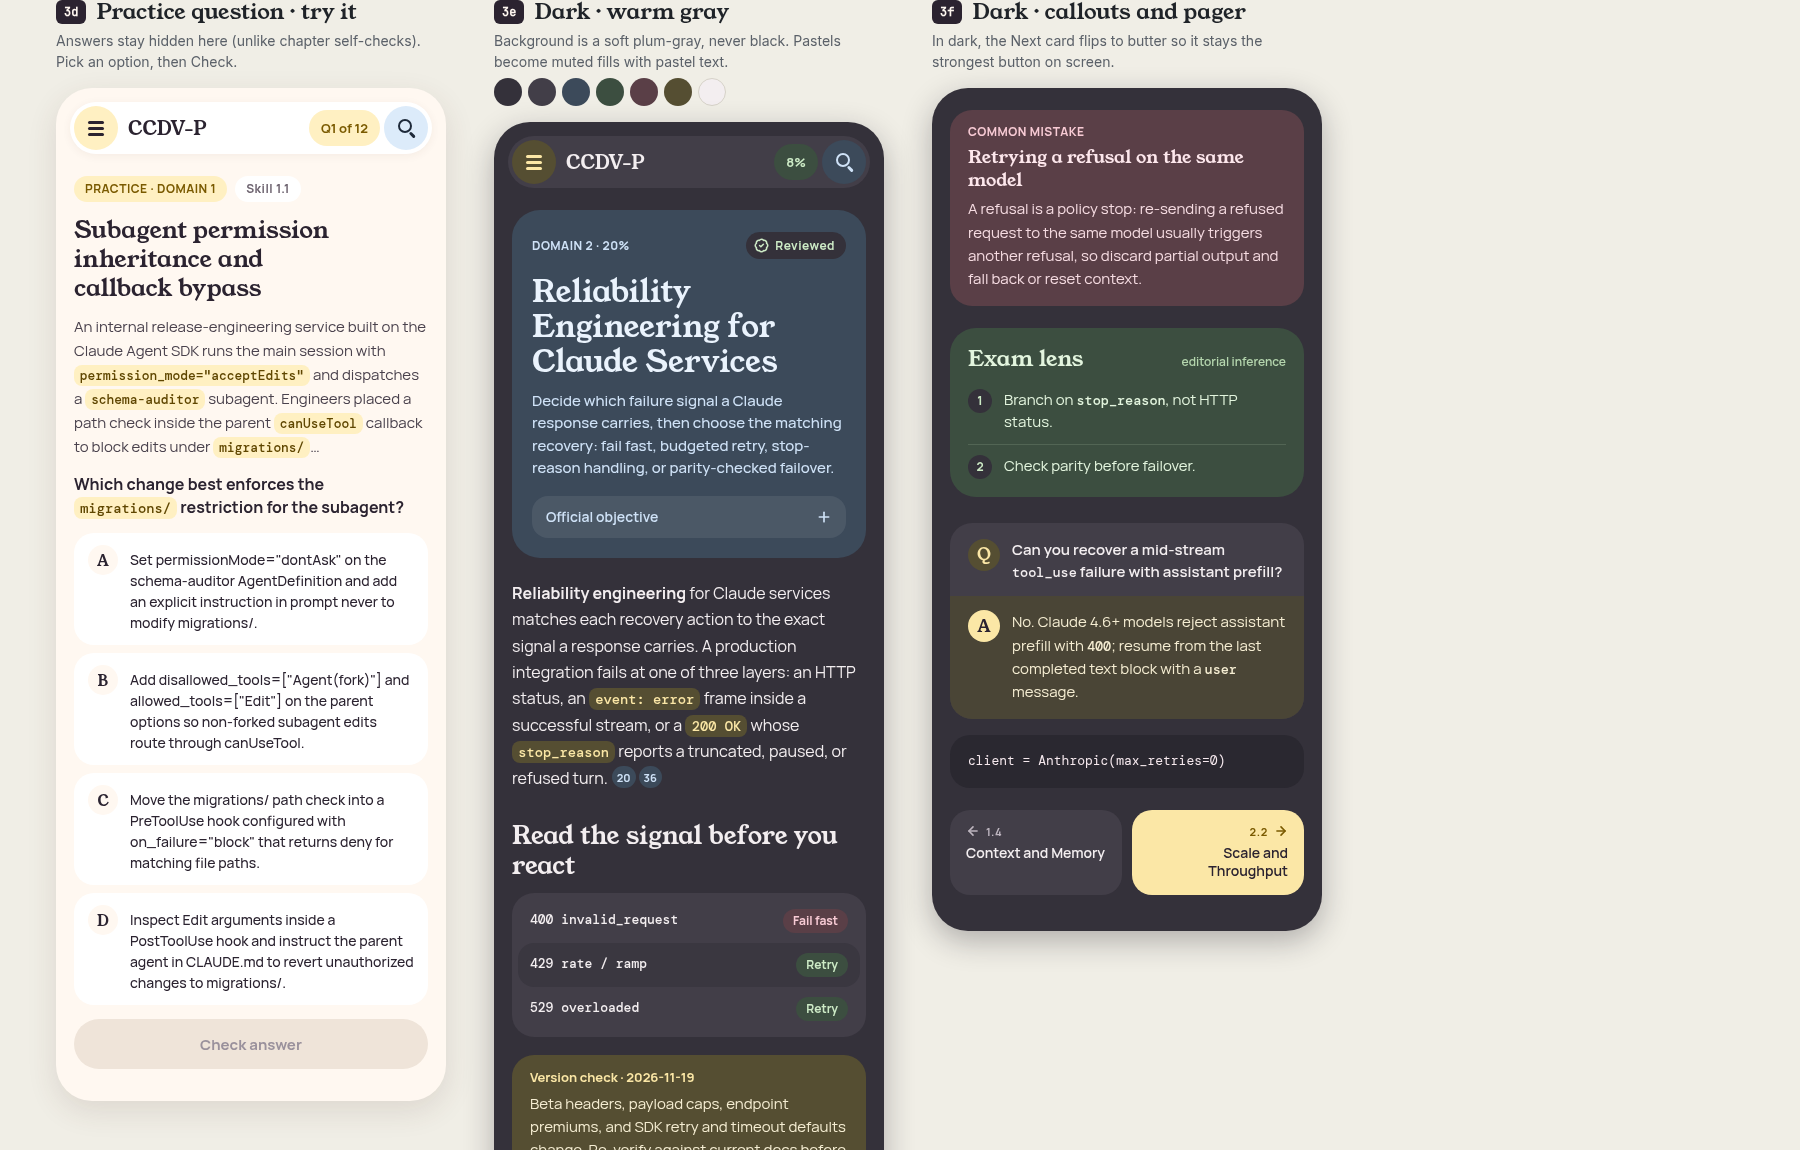 3d Practice question · try it
Answers stay hidden here (unlike chapter self-checks).
Pick an option, then Check.
CCDV-P
Q1 of 12
PRACTICE · DOMAIN 1
Skill 1.1
Subagent permission
inheritance and
callback bypass
An internal release-engineering service built on the
Claude Agent SDK runs the main session with
permission_mode="acceptEdits" and dispatches
a schema-auditor subagent. Engineers placed a
path check inside the parent canUseTool callback
to block edits under migrations/ …
Which change best enforces the
migrations/ restriction for the subagent?
A
Set permissionMode="dontAsk" on the
schema-auditor AgentDefinition and add
an explicit instruction in prompt never to
modify migrations/.
B
Add disallowed_tools=["Agent(fork)"] and
allowed_tools=["Edit"] on the parent
options so non-forked subagent edits
route through canUseTool.
C
Move the migrations/ path check into a
PreToolUse hook configured with
on_failure="block" that returns deny for
matching file paths.
D
Inspect Edit arguments inside a
PostToolUse hook and instruct the parent
agent in CLAUDE.md to revert unauthorized
changes to migrations/.
Check answer
3e Dark · warm gray
Background is a soft plum-gray, never black. Pastels
become muted fills with pastel text.
CCDV-P
8%
DOMAIN 2 · 20%
Reviewed
Reliability
Engineering for
Claude Services
Decide which failure signal a Claude
response carries, then choose the matching
recovery: fail fast, budgeted retry, stop-
reason handling, or parity-checked failover.
Official objective +
Reliability engineering for Claude services
matches each recovery action to the exact
signal a response carries. A production
integration fails at one of three layers: an HTTP
status, an event: error frame inside a
successful stream, or a 200 OK whose
stop_reason reports a truncated, paused, or
refused turn. 20 36
Read the signal before you
react
400 invalid_request Fail fast
429 rate / ramp Retry
529 overloaded Retry
Version check · 2026-11-19
Beta headers, payload caps, endpoint
premiums, and SDK retry and timeout defaults
change. Re-verify against current docs before
3f Dark · callouts and pager
In dark, the Next card flips to butter so it stays the
strongest button on screen.
COMMON MISTAKE
Retrying a refusal on the same
model
A refusal is a policy stop: re-sending a refused
request to the same model usually triggers
another refusal, so discard partial output and
fall back or reset context.
Exam lens
editorial inference
1
Branch on stop_reason, not HTTP
status.
2
Check parity before failover.
Q
Can you recover a mid-stream
tool_use failure with assistant prefill?
A
No. Claude 4.6+ models reject assistant
prefill with 400; resume from the last
completed text block with a user
message.
client = Anthropic(max_retries=0)
← 1.4
Context and Memory
2.2 →
Scale and
Throughput